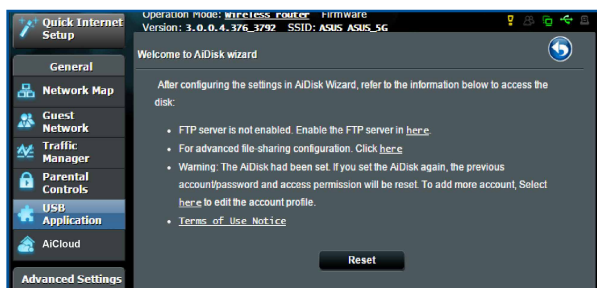 Quick Internet
Setup
Operation Mode: Wireless router Firmware
Version: 3.0.0.4.376_3792 SSID: ASUS ASUS_5G
General
Network Map
Guest
Network
Traffic
Manager
Parental
Controls
USB
Application
AiCloud
Advanced Settings
Welcome to AiDisk wizard
After configuring the settings in AiDisk Wizard, refer to the information below to access the
disk:
• FTP server is not enabled. Enable the FTP server in here.
• For advanced file-sharing configuration. Click here
• Warning: The AiDisk had been set. If you set the AiDisk again, the previous
account/password and access permission will be reset. To add more account, Select
here to edit the account profile.
• Terms of Use Notice
Reset